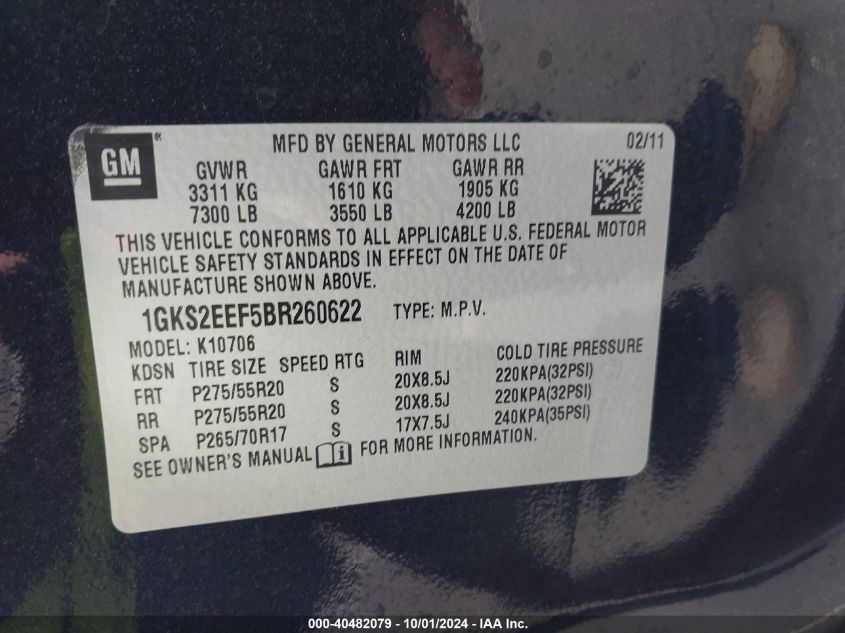 GM
MFD BY GENERAL MOTORS LLC 02/11
GVWR GAWR FRT GAWR RR
3311 KG 1610 KG 1905 KG
7300 LB 3550 LB 4200 LB
THIS VEHICLE CONFORMS TO ALL APPLICABLE U.S. FEDERAL MOTOR
VEHICLE SAFETY STANDARDS IN EFFECT ON THE DATE OF
MANUFACTURE SHOWN ABOVE.
1GKS2EEF5BR260622 TYPE: M.P.V.
MODEL: K10706
KDSN TIRE SIZE SPEED RTG RIM COLD TIRE PRESSURE
FRT P275/55R20 S 20X8.5J 220KPA(32PSI)
RR P275/55R20 S 20X8.5J 220KPA(32PSI)
SPA P265/70R17 S 17X7.5J 240KPA(35PSI)
SEE OWNER'S MANUAL i FOR MORE INFORMATION.
000-40482079 - 10/01/2024 - IAA Inc.